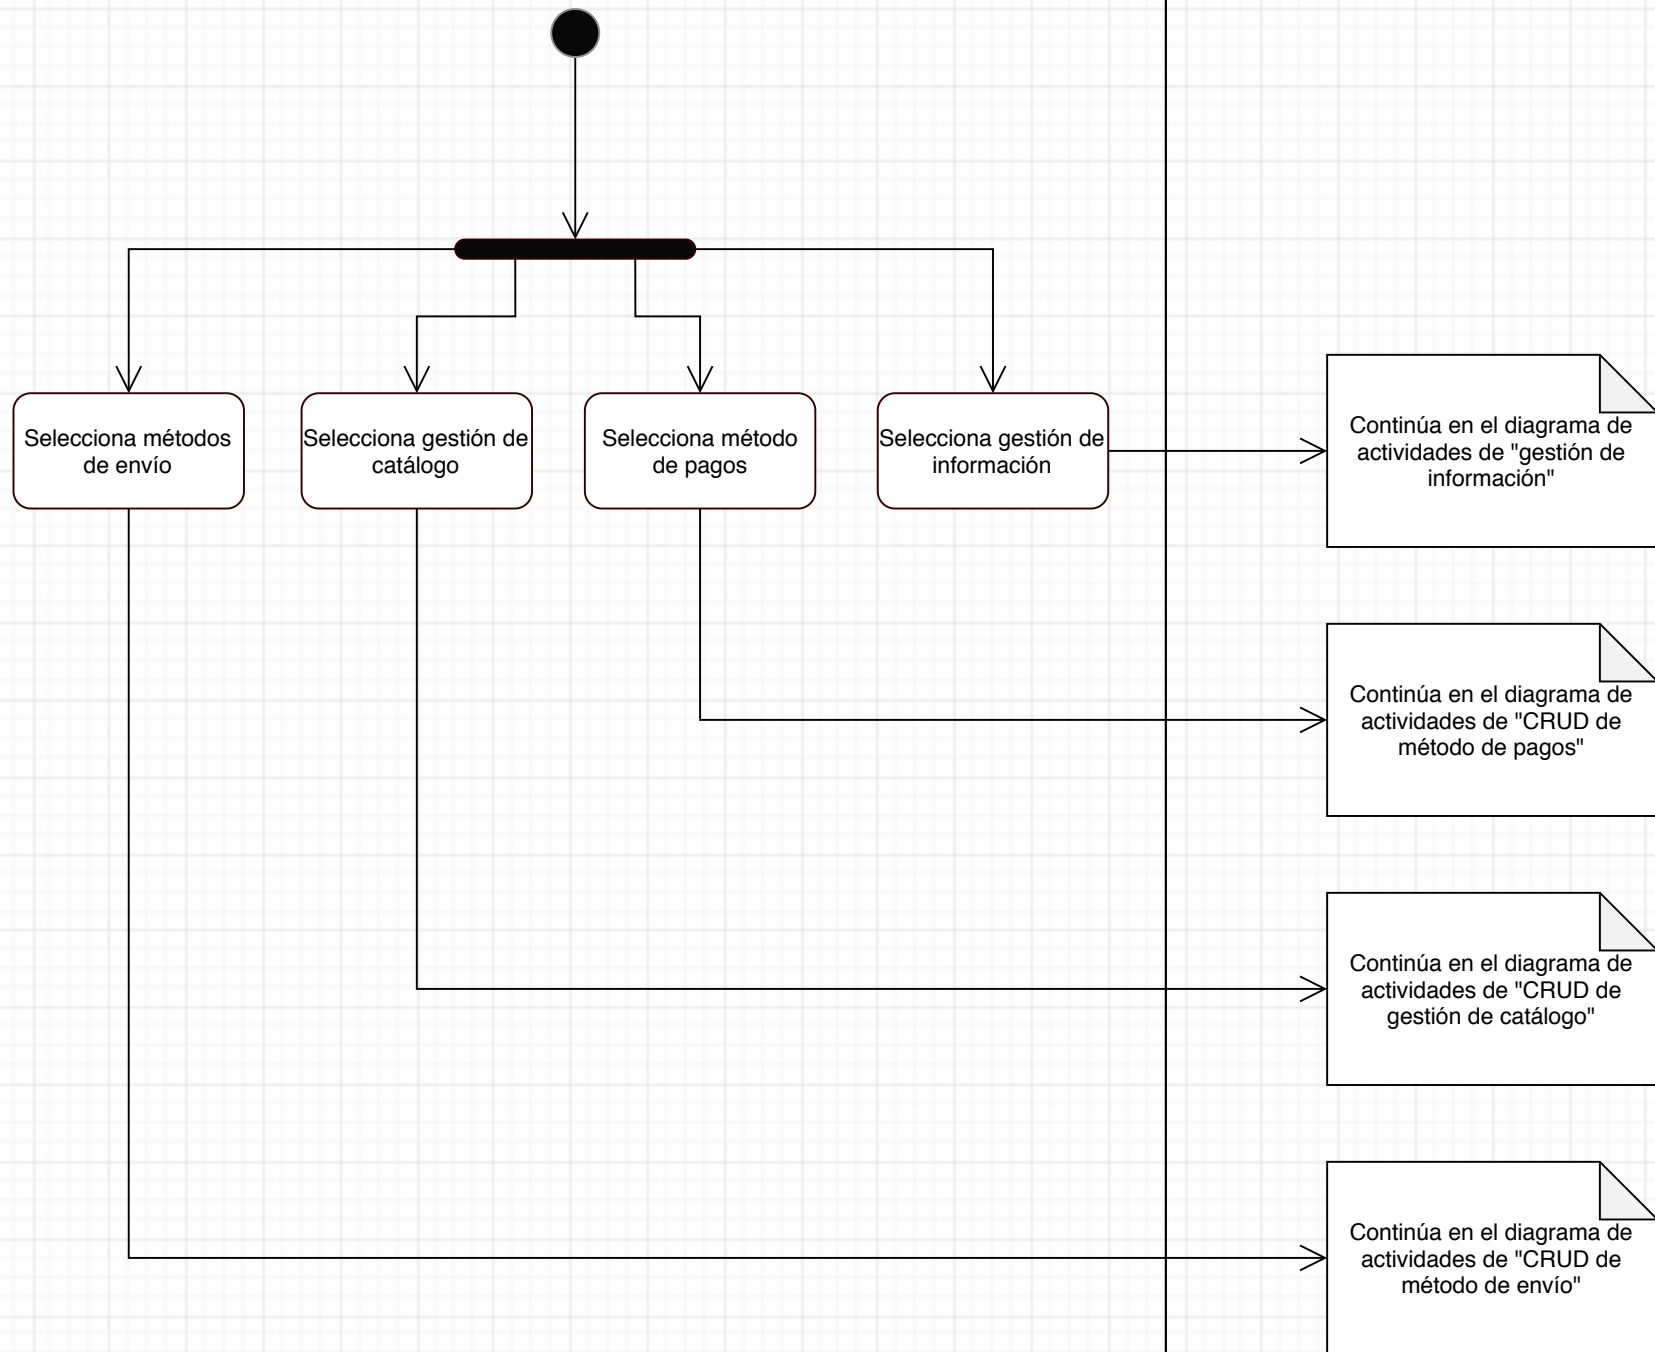 Selecciona métodos
de envío
Selecciona gestión de
catálogo
Selecciona método
de pagos
Selecciona gestión de
información
Continúa en el diagrama de
actividades de "gestión de
información"
Continúa en el diagrama de
actividades de "CRUD de
método de pagos"
Continúa en el diagrama de
actividades de "CRUD de
gestión de catálogo"
Continúa en el diagrama de
actividades de "CRUD de
método de envío"